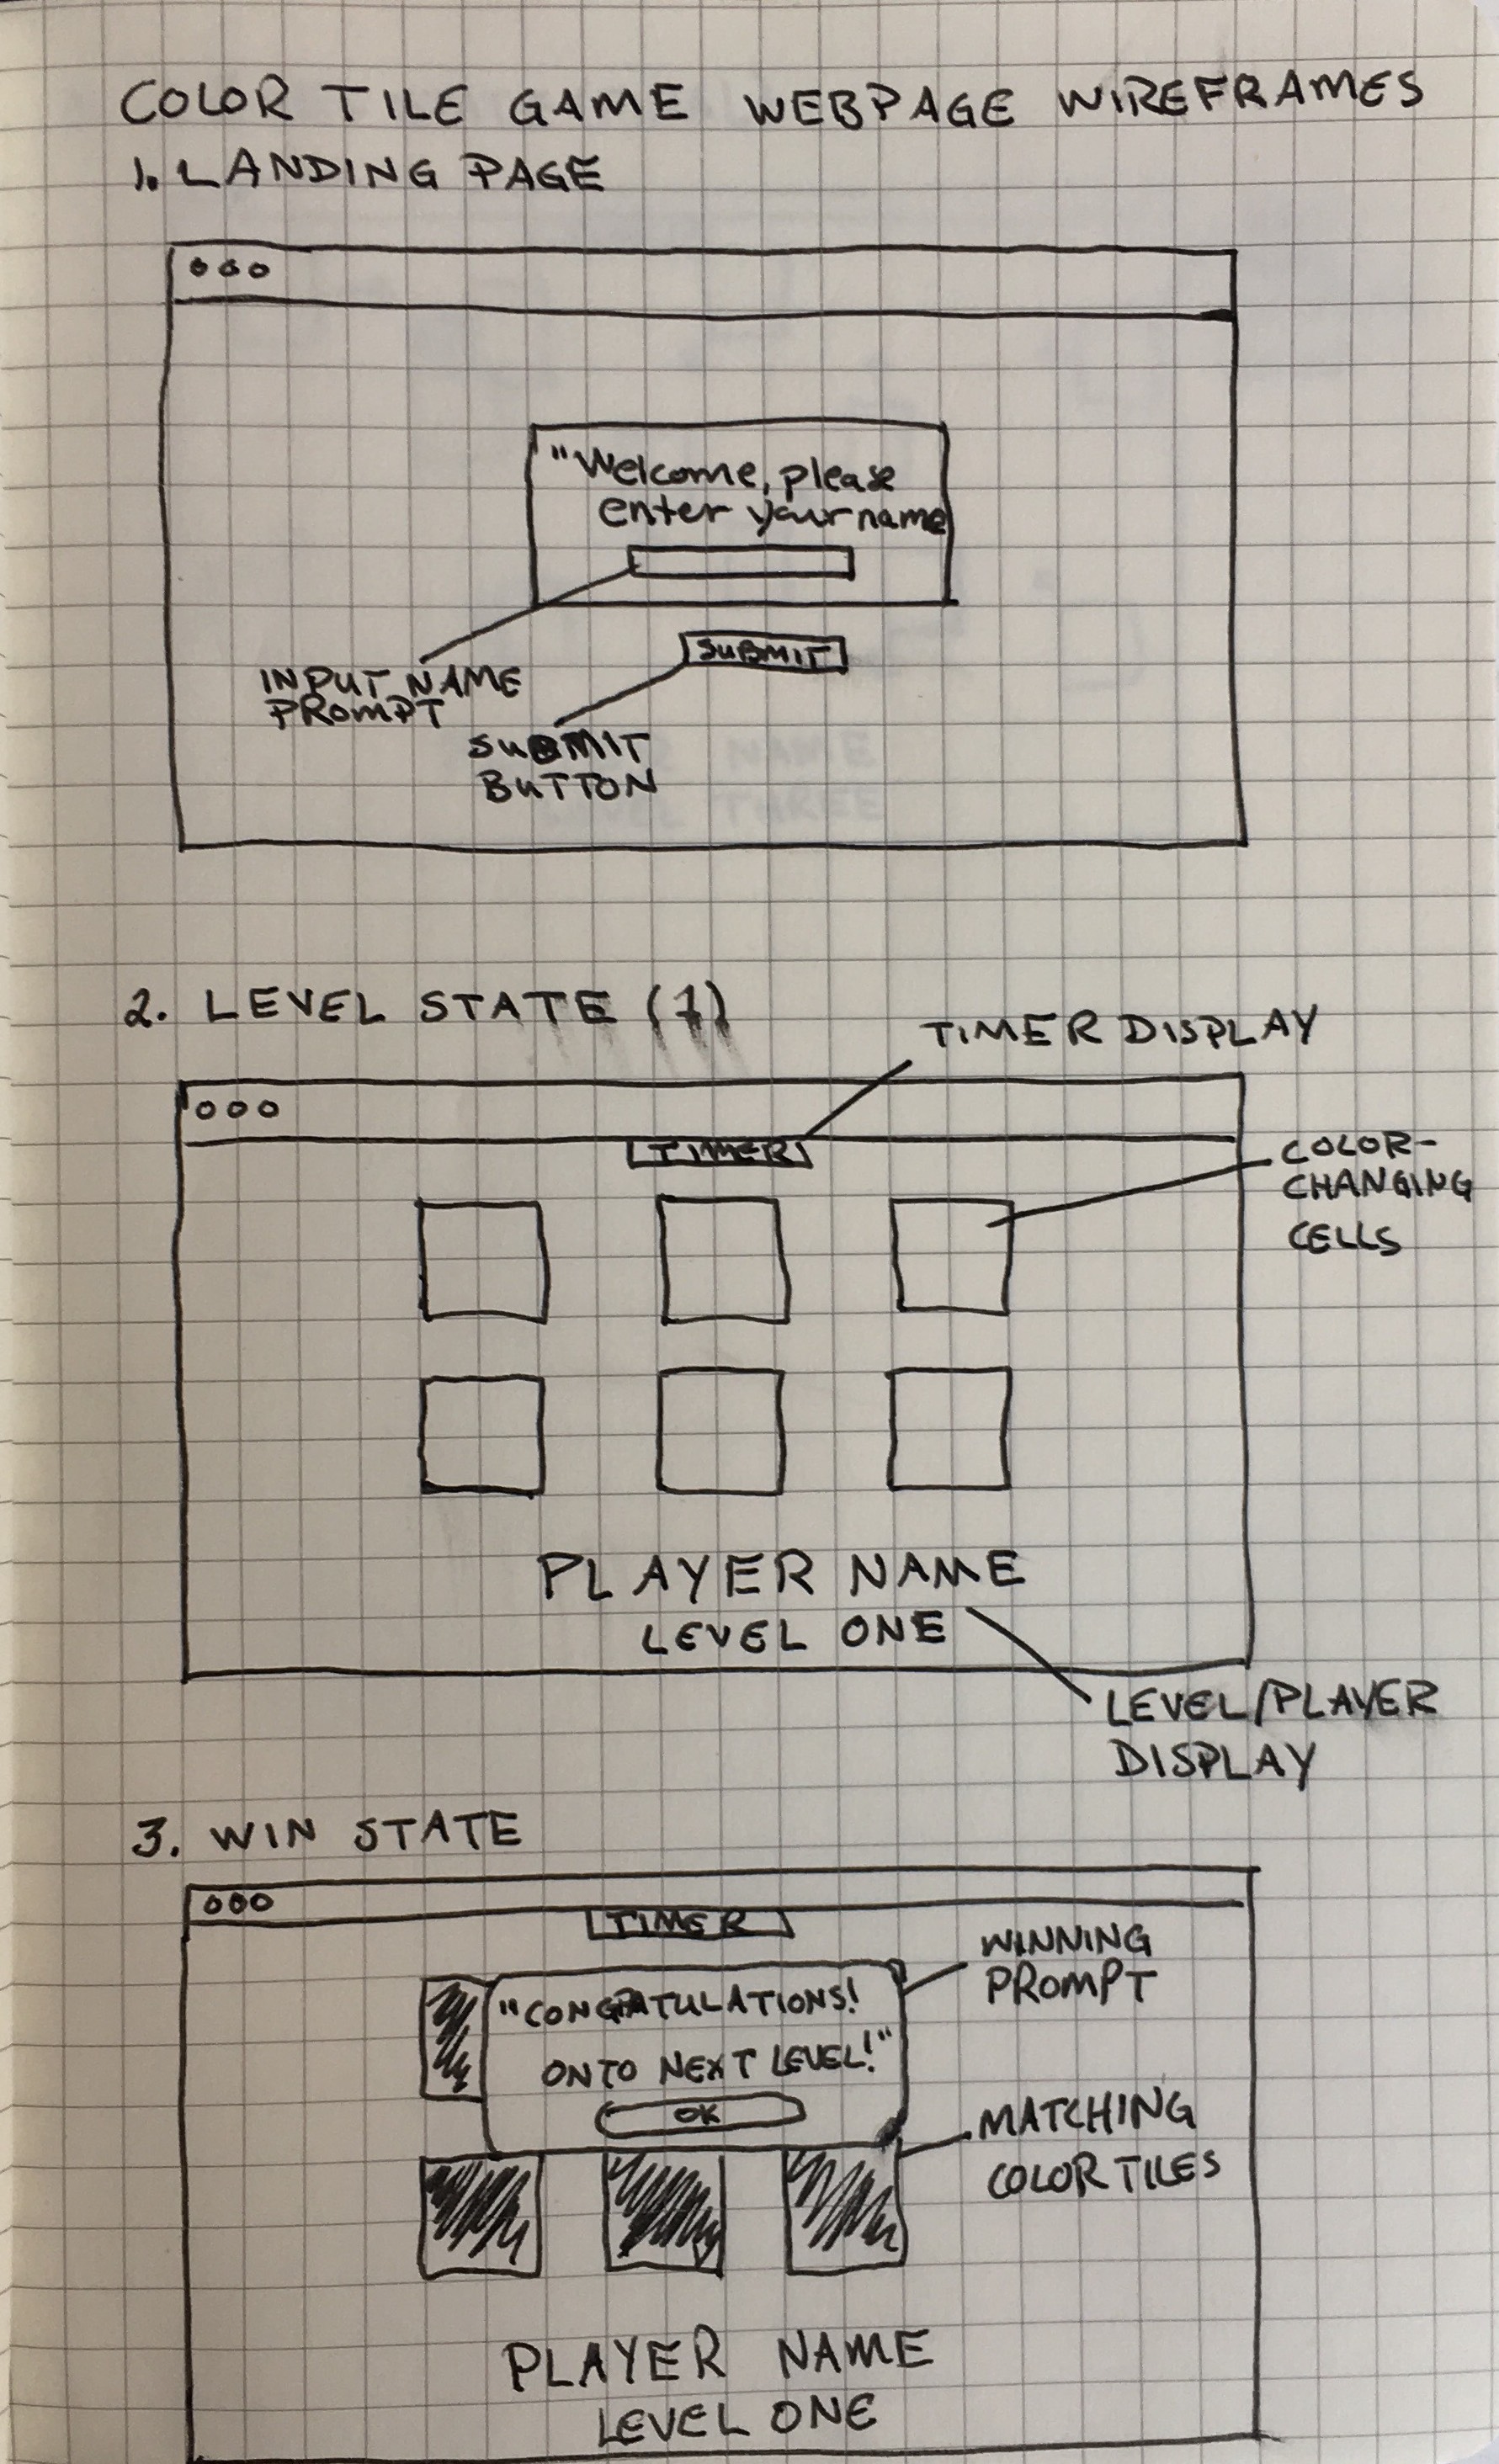 COLOR TILE GAME WEBPAGE WIREFRAMES
1. LANDING PAGE
"Welcome, please
enter your name
SUBMIT
INPUT NAME
PROMPT
SUBMIT
BUTTON
NAME
THREE
2. LEVEL STATE (1)
TIMER DISPLAY
TIMER
COLOR-
CHANGING
CELLS
PLAYER NAME
LEVEL ONE
LEVEL/PLAYER
DISPLAY
3. WIN STATE
TIMER
WINNING
PROMPT
"CONGRATULATIONS!
ONTO NEXT LEVEL!"
OK
MATCHING
COLOR TILES
PLAYER NAME
LEVEL ONE